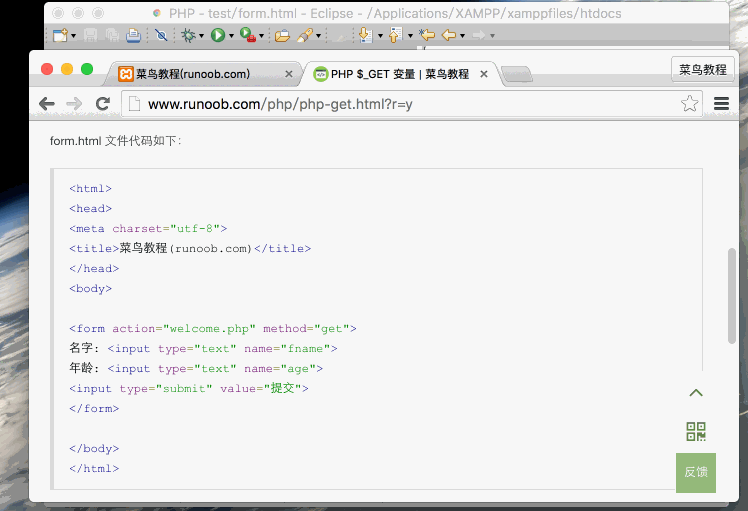 PHP - test/form.html - Eclipse - /Applications/XAMPP/xamppfiles/htdocs
菜鸟教程(runoob.com)
PHP $_GET 变量 | 菜鸟教程
菜鸟教程
www.runoob.com/php/php-get.html?r=y
form.html 文件代码如下：
<html>
<head>
<meta charset="utf-8">
<title>菜鸟教程(runoob.com)</title>
</head>
<body>
<form action="welcome.php" method="get">
名字: <input type="text" name="fname">
年龄: <input type="text" name="age">
<input type="submit" value="提交">
</form>
</body>
</html>
反馈